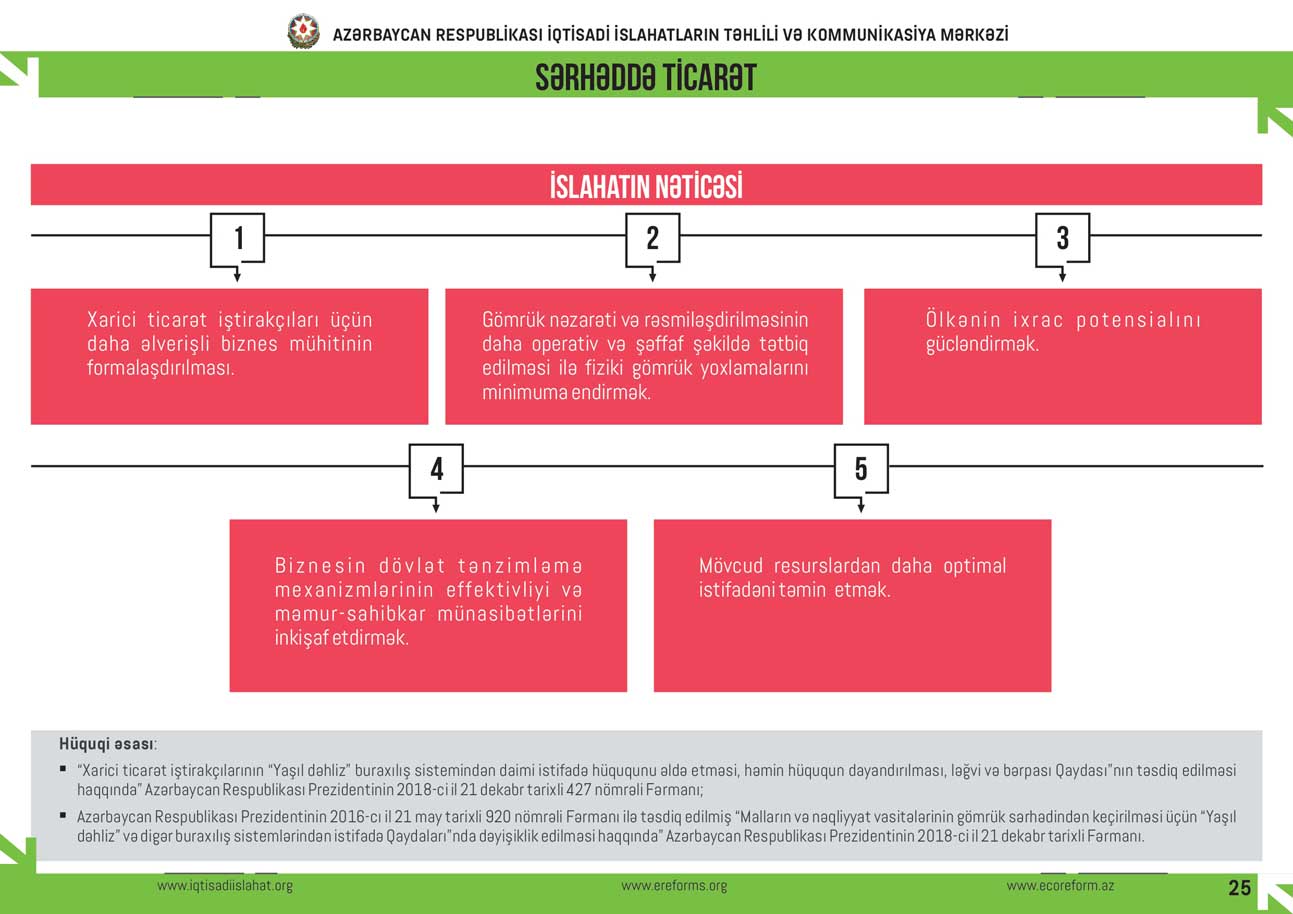 AZƏRBAYCAN RESPUBLİKASI İQTİSADİ İSLAHATLARIN TƏHLİLİ VƏ KOMMUNİKASİYA MƏRKƏZİ
SƏRHƏDDƏ TİCARƏT
İSLAHATIN NƏTİCƏSİ
1
Xarici ticarət iştirakçıları üçün
daha əlverişli biznes mühitinin
formalaşdırılması.
2
Gömrük nəzarəti və rəsmiləşdirilməsinin
daha operativ və şəffaf şəkildə tətbiq
edilməsi ilə fiziki gömrük yoxlamalarını
minimuma endirmək.
3
Ölkənin ixrac potensialını
gücləndirmək.
4
Biznesin dövlət tənzimləmə
mexanizmlərinin effektivliyi və
məmur-sahibkar münasibətlərini
inkişaf etdirmək.
5
Mövcud resurslardan daha optimal
istifadəni təmin etmək.
Hüquqi əsası:
▪ “Xarici ticarət iştirakçılarının “Yaşıl dəhliz” buraxılış sistemindən daimi istifadə hüququnu əldə etməsi, həmin hüququn dayandırılması, ləğvi və bərpası Qaydası”nın təsdiq edilməsi
haqqında” Azərbaycan Respublikası Prezidentinin 2018-ci il 21 dekabr tarixli 427 nömrəli Fərmanı;
▪ Azərbaycan Respublikası Prezidentinin 2016-cı il 21 may tarixli 920 nömrəli Fərmanı ilə təsdiq edilmiş “Malların və nəqliyyat vasitələrinin gömrük sərhədindən keçirilməsi üçün “Yaşıl
dəhliz” və digər buraxılış sistemlərindən istifadə Qaydaları”nda dəyişiklik edilməsi haqqında” Azərbaycan Respublikası Prezidentinin 2018-ci il 21 dekabr tarixli Fərmanı.
www.iqtisadiislahat.org
www.ereforms.org
www.ecoreform.az
25